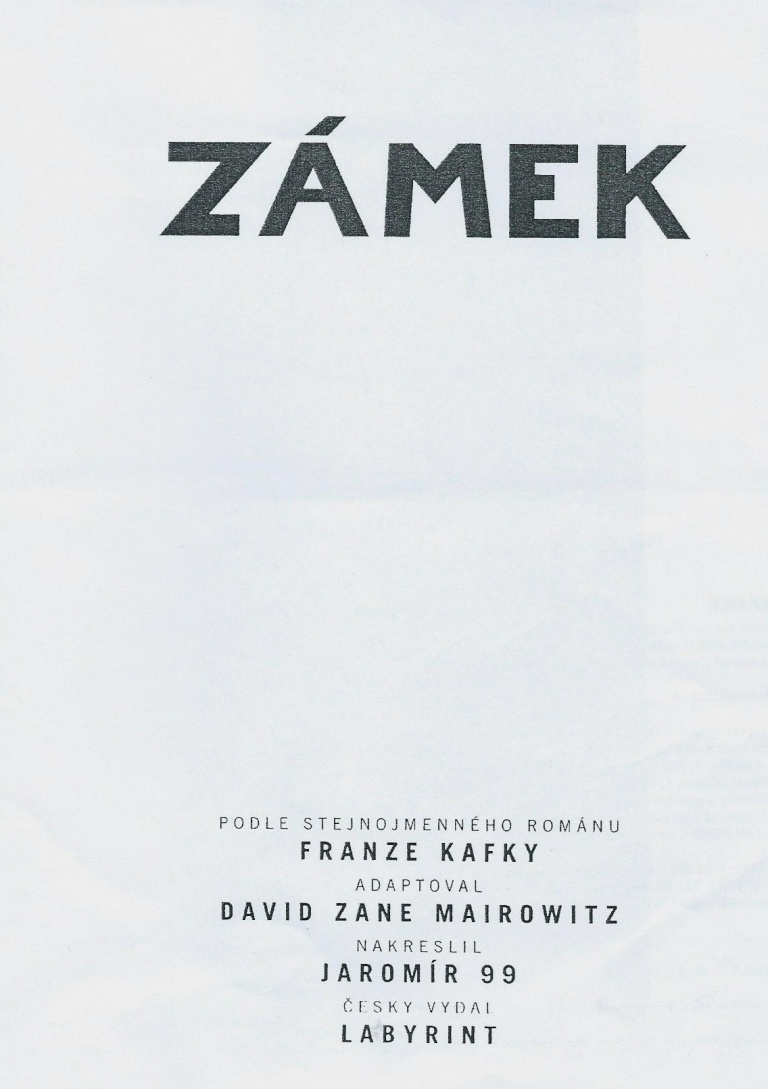 ZÁMEK
PODLE STEJNOJMENNÉHO ROMÁNU
FRANZE KAFKY
ADAPTOVAL
DAVID ZANE MAIROWITZ
NAKRESLIL
JAROMÍR 99
ČESKY VYDAL
LABYRINT